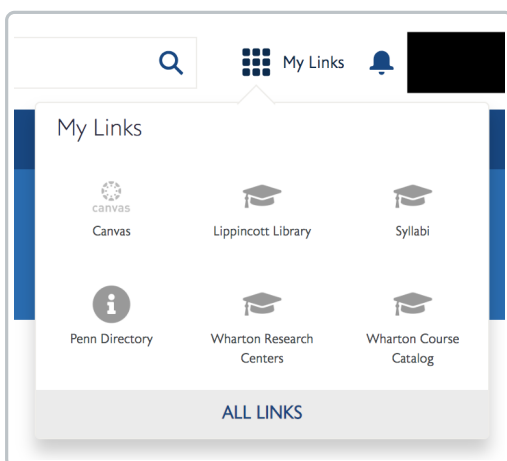 My Links
My Links
canvas
Canvas
Lippincott Library
Syllabi
Penn Directory
Wharton Research
Centers
Wharton Course
Catalog
ALL LINKS